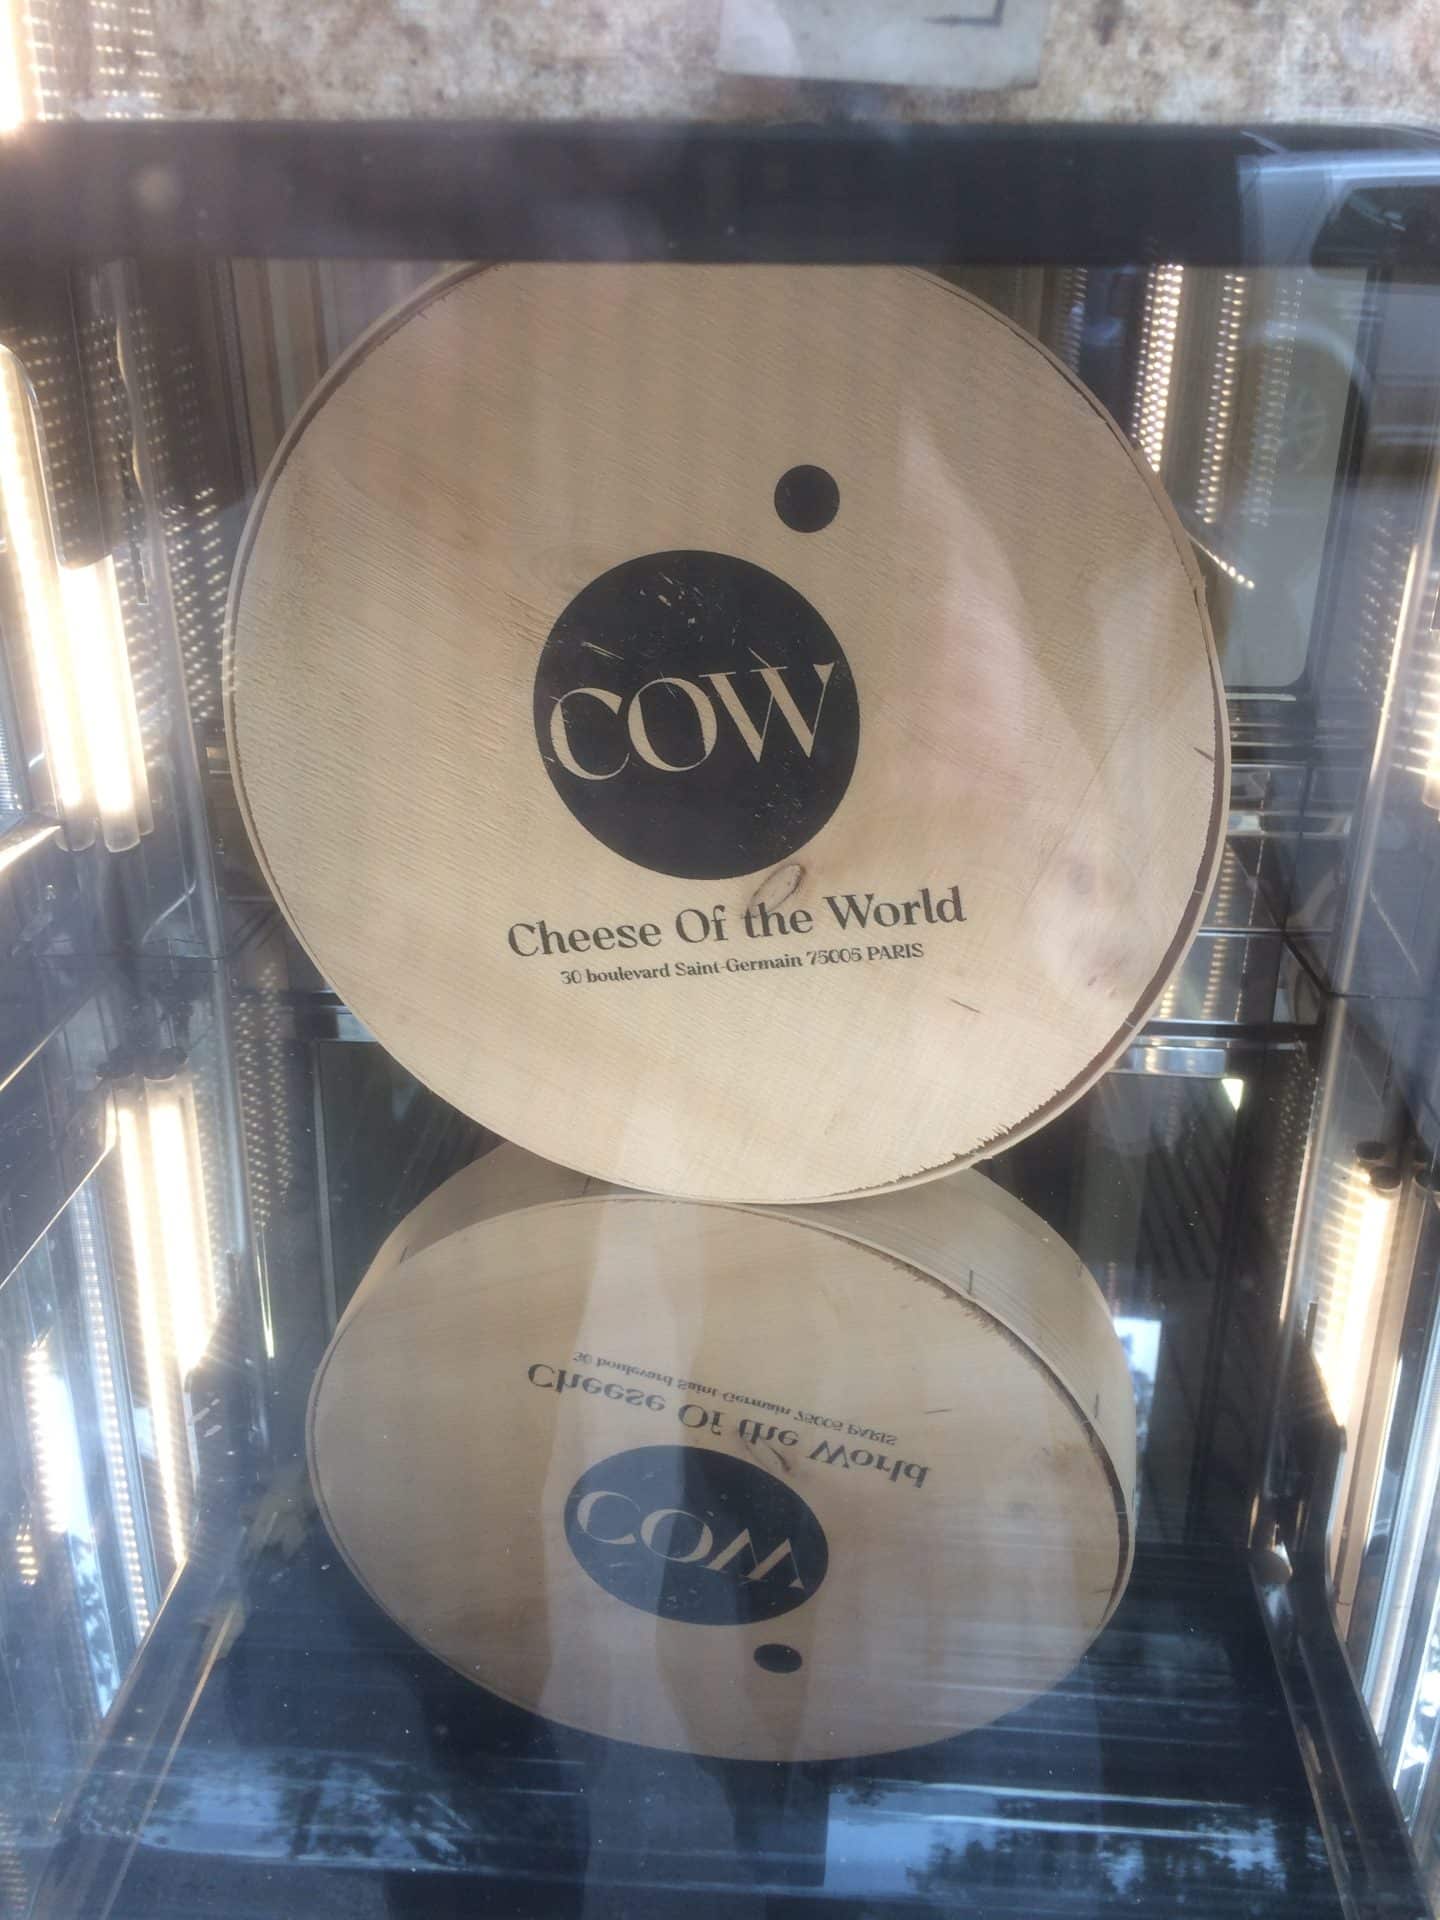 COW
Cheese Of the World
30 boulevard Saint-Germain 75005 PARIS
30 boulevard Saint-Germain 75005 PARIS
Cheese Of the World
COW